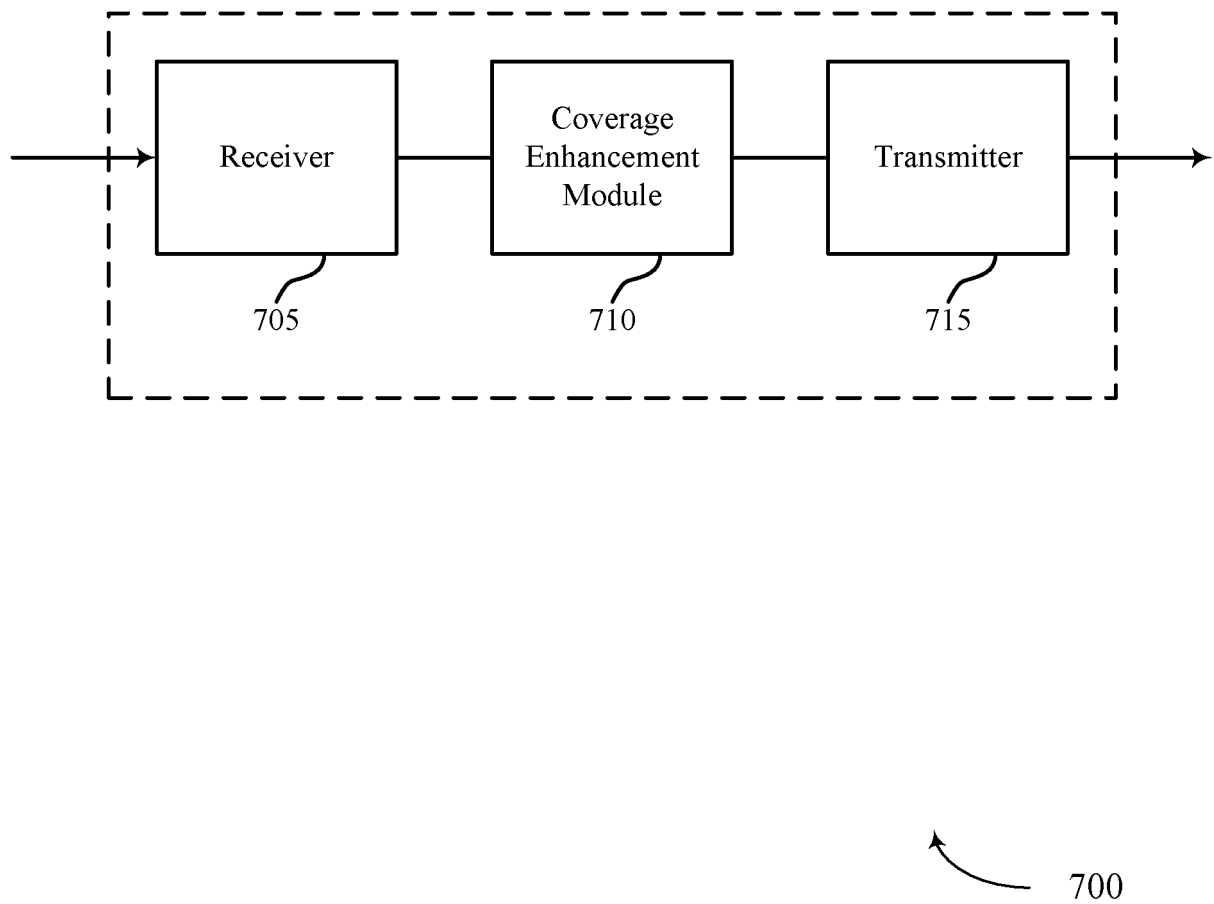 Receiver
Coverage
Enhancement
Module
Transmitter
705
710
715
700